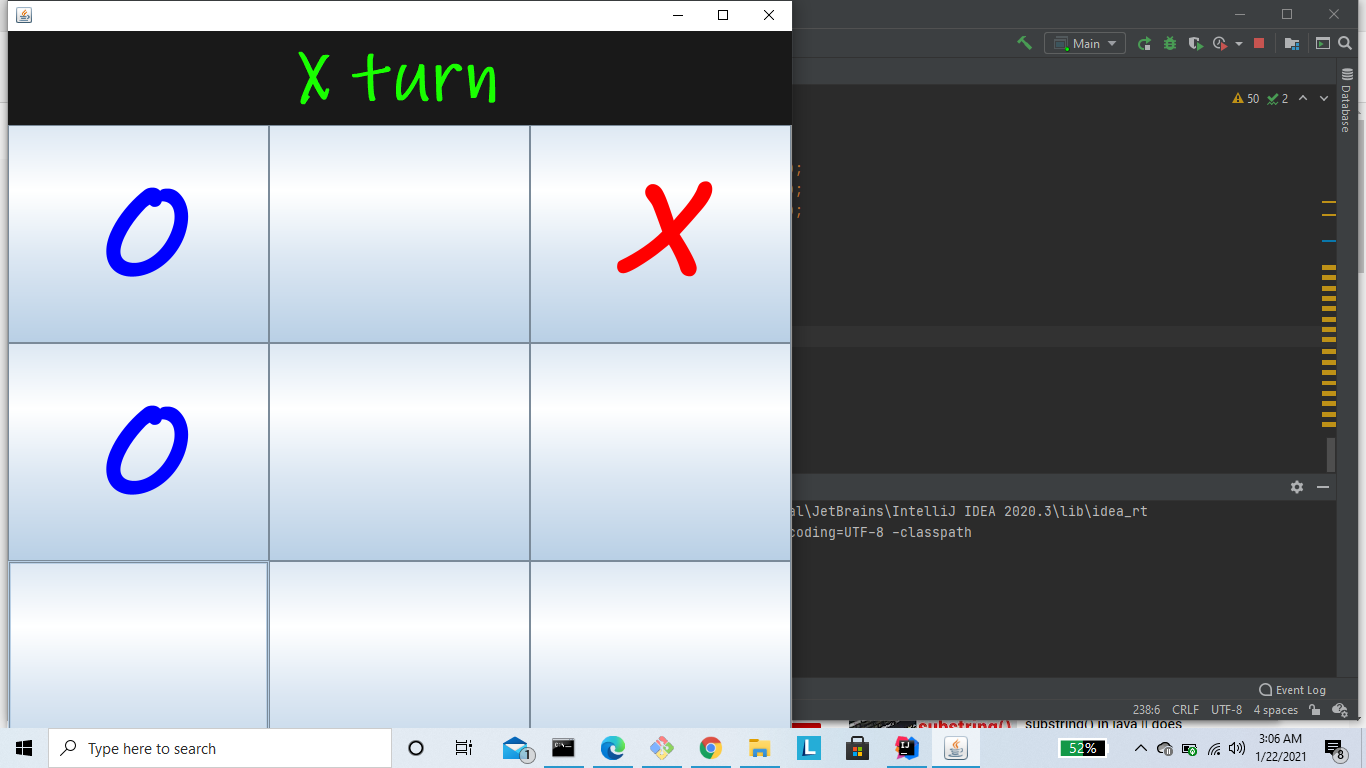 X turn
O X
O
Main
50 2
Database
);
);
);
al\JetBrains\IntelliJ IDEA 2020.3\lib\idea_rt
coding=UTF-8 -classpath
Event Log
238:6 CRLF UTF-8 4 spaces
substring() substring() in java || does
Type here to search
1
L
IJ
52%
3:06 AM
1/22/2021
8